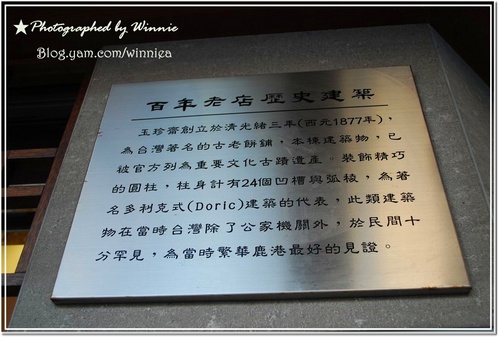 ★Photographed by Winnie
Blog.yam.com/winniea
百年老店歷史建築
玉珍齋創立於清光緒三年(西元1877年),
為台灣著名的古老餅鋪,本棟建築物,已
被官方列為重要文化古蹟遺產。裝飾精巧
的圓柱,柱身計有24個凹槽與弧稜,為著
名多利克式(Doric)建築的代表,此類建築
物在當時台灣除了公家機關外,於民間十
分罕見,為當時繁華鹿港最好的見證。